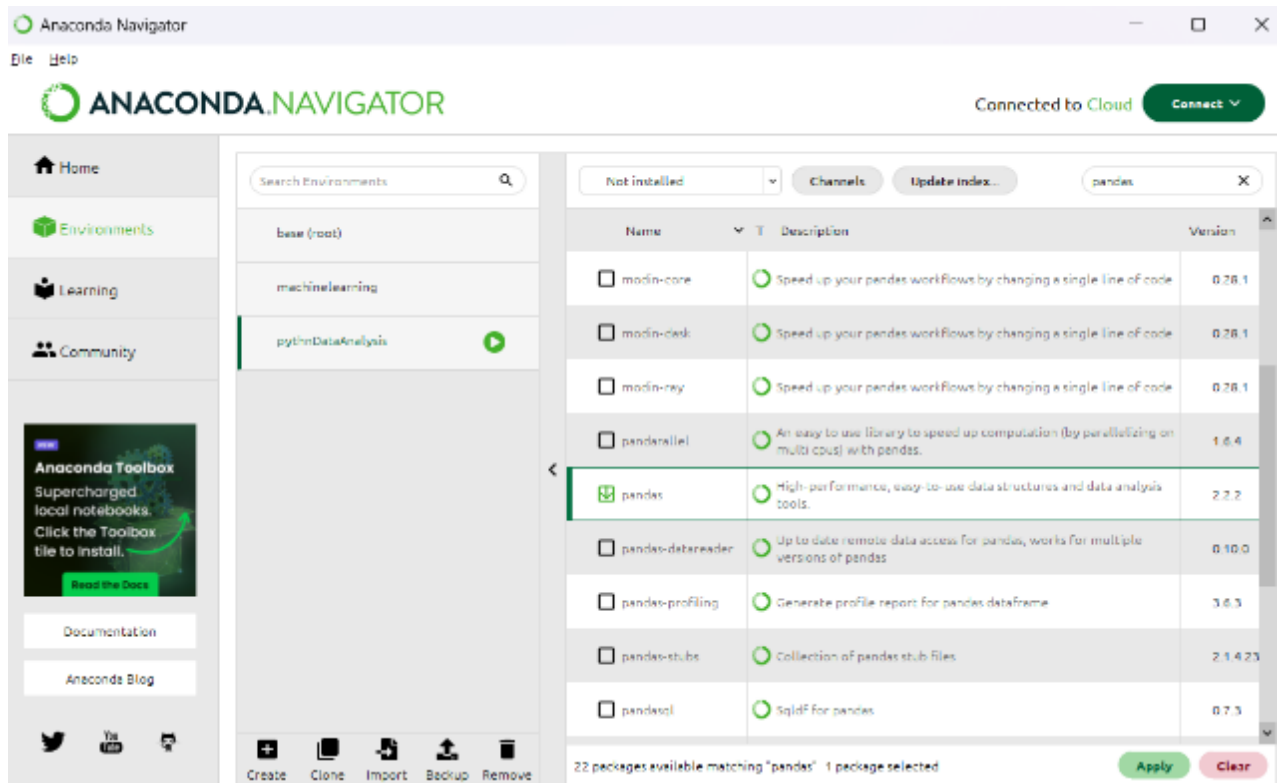 Anaconda Navigator
File Help
ANACONDA.NAVIGATOR
Connected to Cloud
Connect
Home
Environments
Learning
Community
NEW
Anaconda Toolbox
Supercharged
local notebooks.
Click the Toolbox
tile to install.
Read the Docs
Documentation
Anaconda Blog
You
Tube
Search Environments
base (root)
machinelearning
pythnDataAnalysis
Create Clone Import Backup Remove
Not installed Channels Update index... pandas
Name T Description Version
modin-core Speed up your pandas workflows by changing a single line of code 0.28.1
modin-dask Speed up your pandas workflows by changing a single line of code 0.28.1
modin-ray Speed up your pandas workflows by changing a single line of code 0.28.1
pandarallel An easy to use library to speed up computation (by parallelizing on
multi cpus) with pandas. 1.6.4
pandas High-performance, easy-to-use data structures and data analysis
tools. 2.2.2
pandas-datareader Up to date remote data access for pandas, works for multiple
versions of pandas 0.10.0
pandas-profiling Generate profile report for pandas dataframe 3.6.3
pandas-stubs Collection of pandas stub files 2.1.4.23
pandasql Sqldf for pandas 0.7.3
22 packages available matching "pandas" 1 package selected
Apply Clear